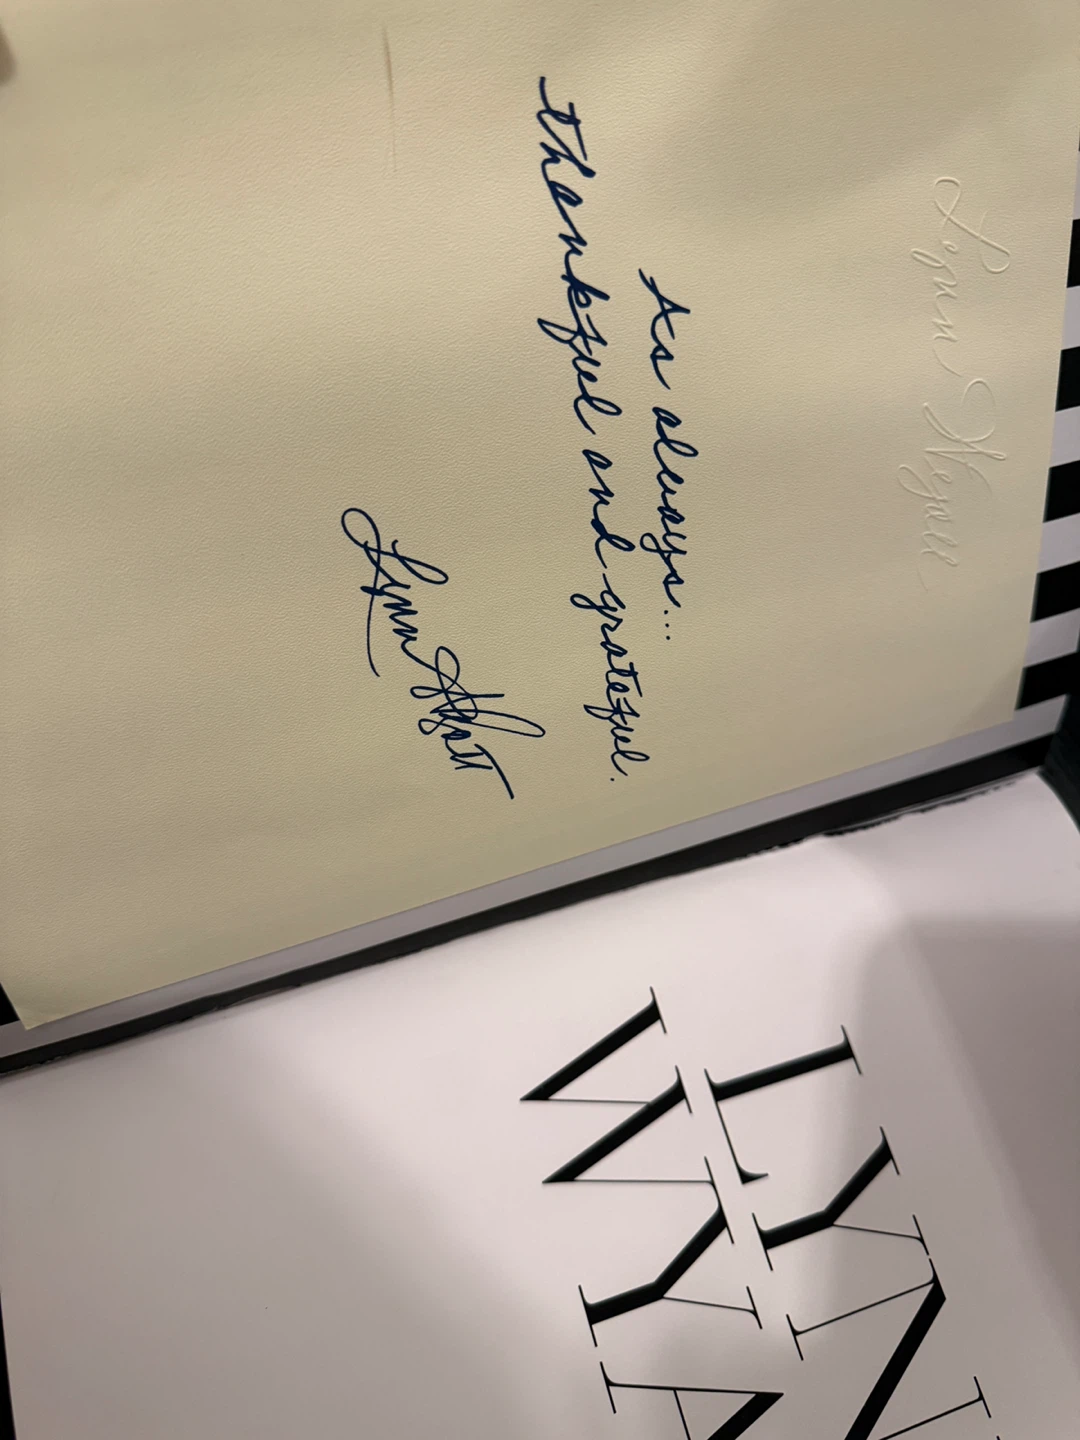 Lynn Wyatt
As always...
thankful and grateful.
Lynn Wyatt
LYN
WYA